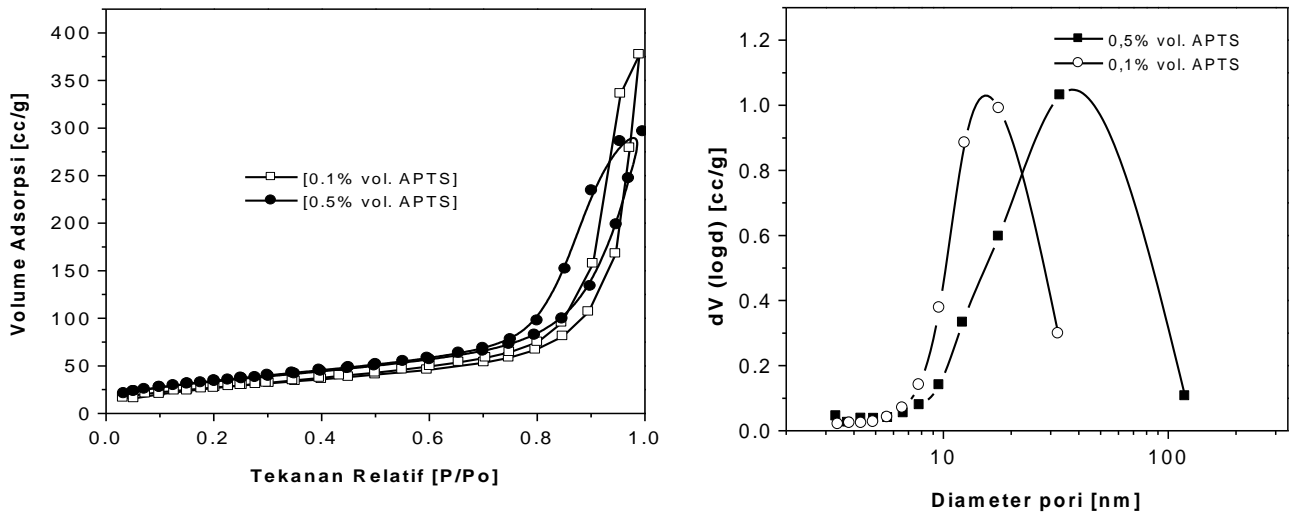 400
350
300
250
200
150
100
50
0
Volume Adsorpsi [cc/g]
[0.1% vol. APTS]
[0.5% vol. APTS]
0.0 0.2 0.4 0.6 0.8 1.0
Tekanan Relatif [P/Po]
1.2
1.0
0.8
0.6
0.4
0.2
0.0
dV (logd) [cc/g]
0,5% vol. APTS
0,1% vol. APTS
10 100
Diameter pori [nm]